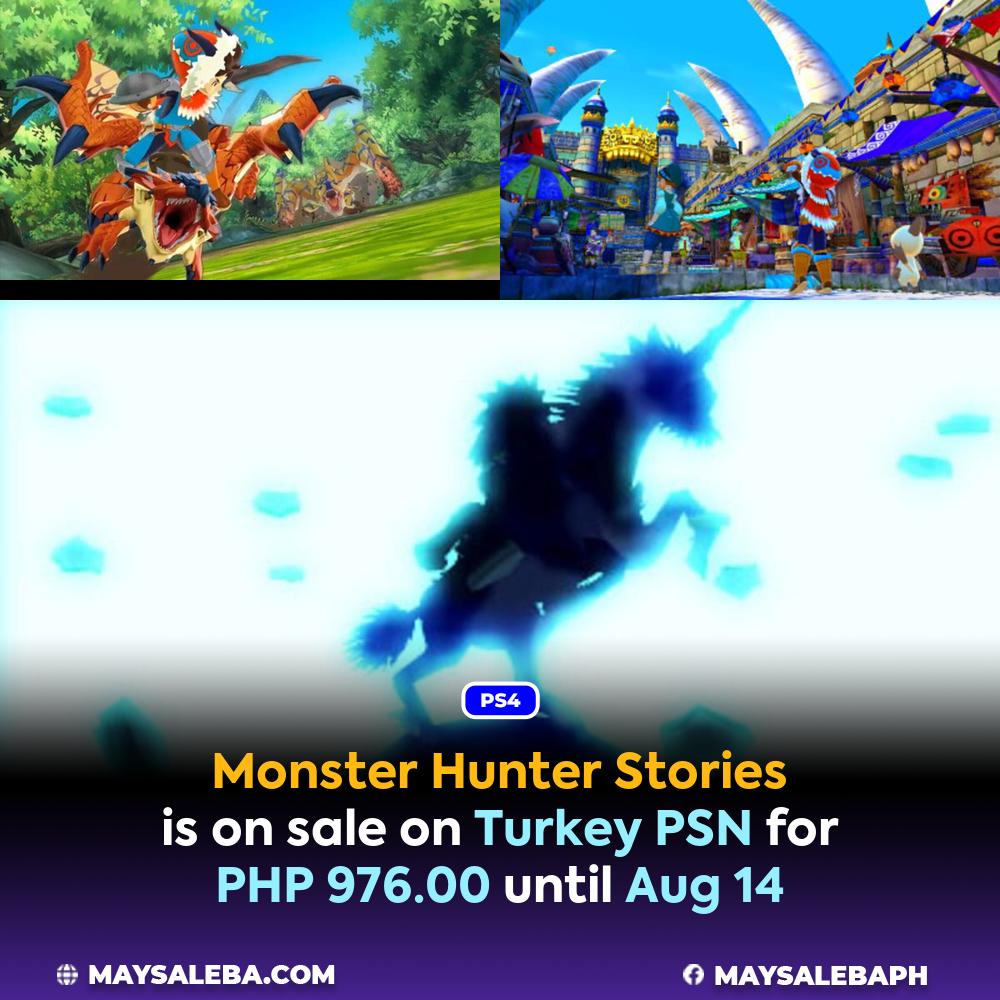 PS4
Monster Hunter Stories
is on sale on Turkey PSN for
PHP 976.00 until Aug 14
MAYSALEBA.COM
MAYSALEBAPH